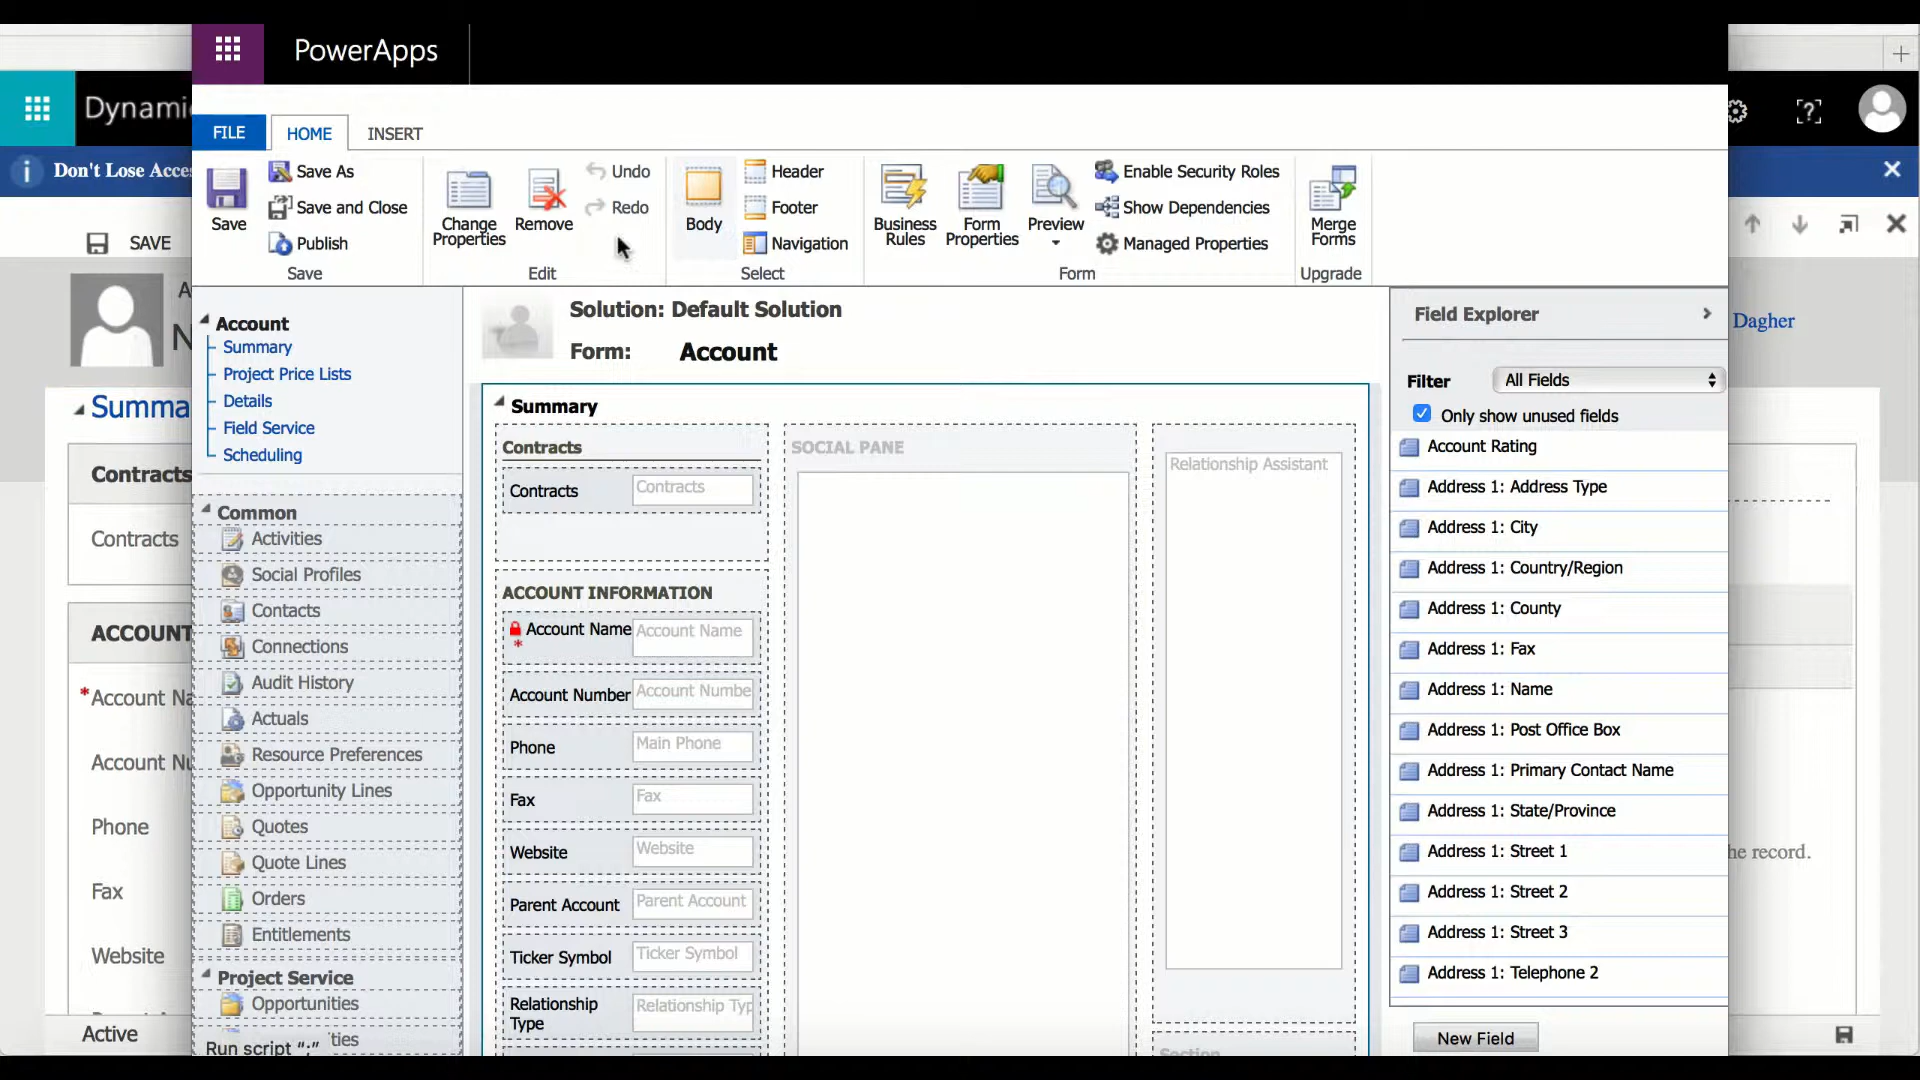 PowerApps
Dynami
FILE
HOME
INSERT
Don't Lose Acce
Save
Save As
Save and Close
Publish
Save
Change Properties
Remove
Undo
Redo
Edit
Body
Header
Footer
Navigation
Select
Business Rules
Form Properties
Preview
Enable Security Roles
Show Dependencies
Managed Properties
Form
Merge Forms
Upgrade
SAVE
A
N
Dagher
Summa
Contracts
Contracts
ACCOUNT
*Account Na
Account Nu
Phone
Fax
Website
Active
he record.
Account
Summary
Project Price Lists
Details
Field Service
Scheduling
Common
Activities
Social Profiles
Contacts
Connections
Audit History
Actuals
Resource Preferences
Opportunity Lines
Quotes
Quote Lines
Orders
Entitlements
Project Service
Opportunities
ties
Run script ";"
Solution: Default Solution
Form: Account
Summary
Contracts
Contracts Contracts
ACCOUNT INFORMATION
Account Name Account Name
*
Account Number Account Numbe
Phone Main Phone
Fax Fax
Website Website
Parent Account Parent Account
Ticker Symbol Ticker Symbol
Relationship Type Relationship Typ
SOCIAL PANE
Relationship Assistant
Section
Field Explorer
Filter All Fields
Only show unused fields
Account Rating
Address 1: Address Type
Address 1: City
Address 1: Country/Region
Address 1: County
Address 1: Fax
Address 1: Name
Address 1: Post Office Box
Address 1: Primary Contact Name
Address 1: State/Province
Address 1: Street 1
Address 1: Street 2
Address 1: Street 3
Address 1: Telephone 2
New Field